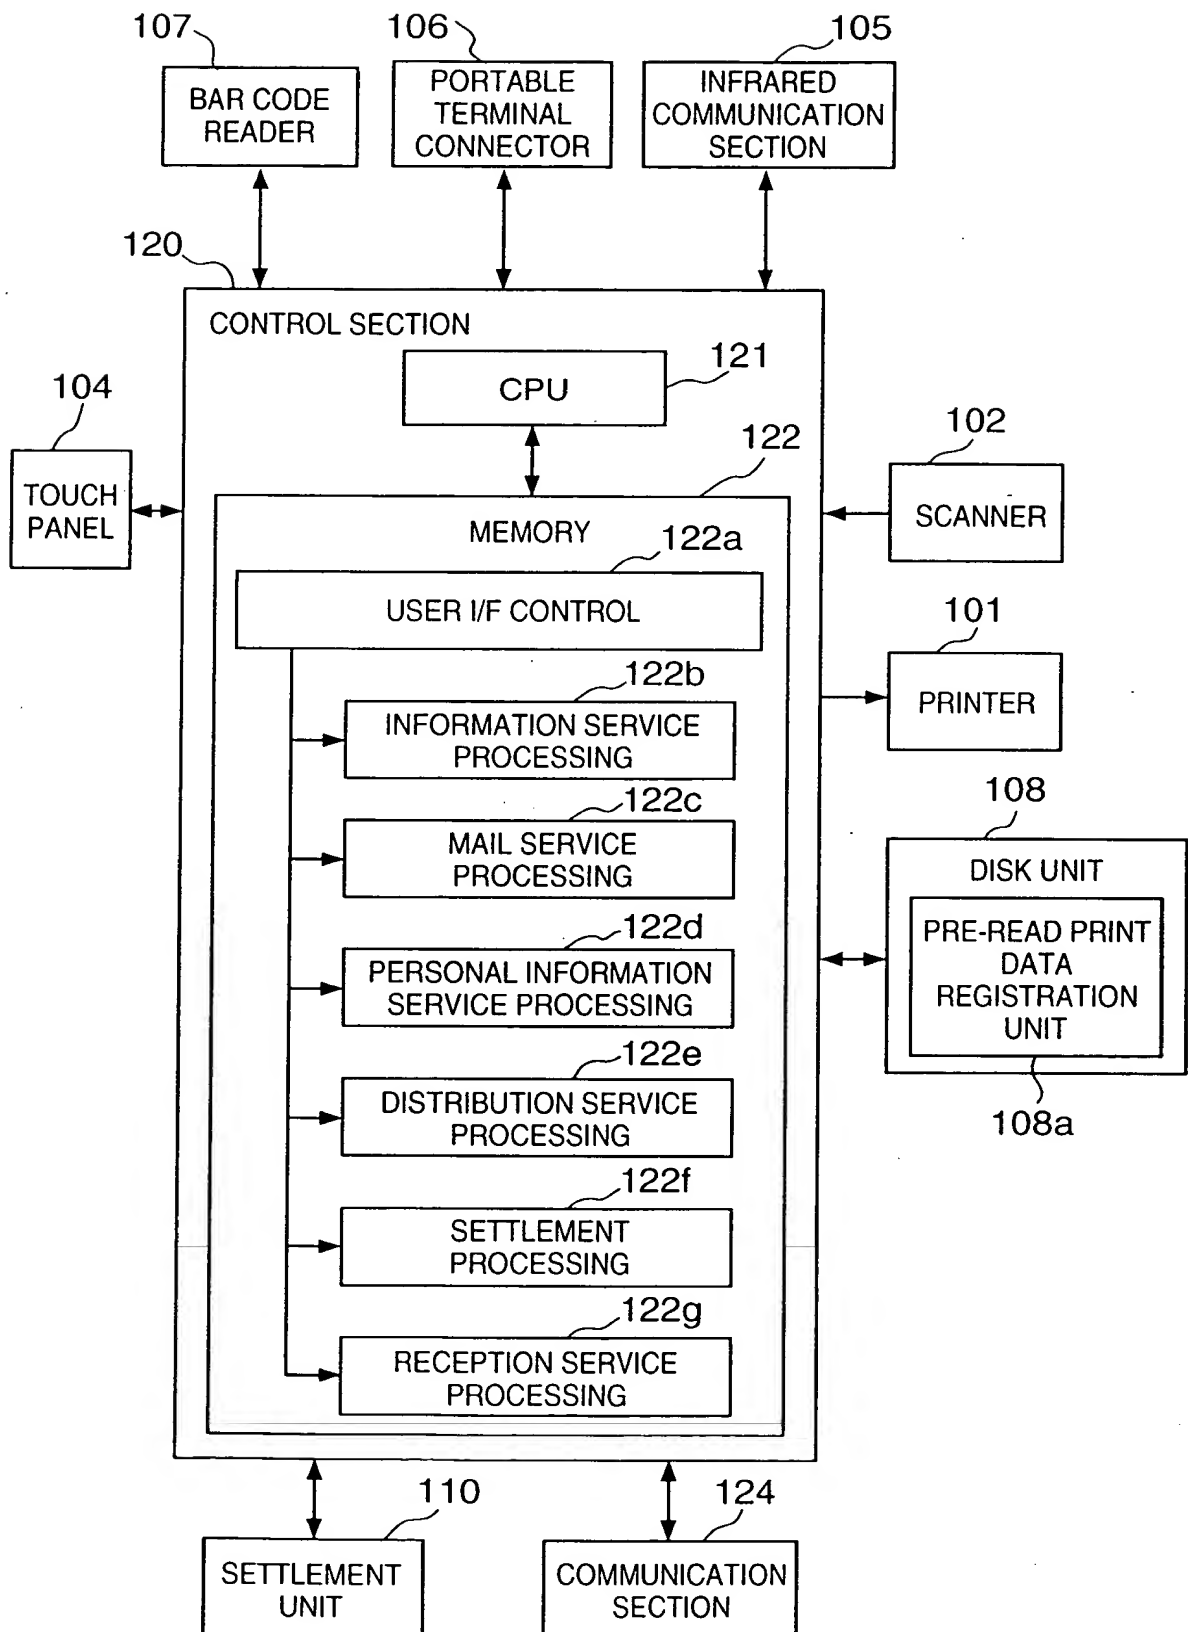 107
106
105
BAR CODE
READER
PORTABLE
TERMINAL
CONNECTOR
INFRARED
COMMUNICATION
SECTION
120
CONTROL SECTION
121
CPU
104
TOUCH
PANEL
102
SCANNER
122
MEMORY
122a
USER I/F CONTROL
101
PRINTER
122b
INFORMATION SERVICE
PROCESSING
122c
MAIL SERVICE
PROCESSING
108
DISK UNIT
PRE-READ PRINT
DATA
REGISTRATION
UNIT
108a
122d
PERSONAL INFORMATION
SERVICE PROCESSING
122e
DISTRIBUTION SERVICE
PROCESSING
122f
SETTLEMENT
PROCESSING
122g
RECEPTION SERVICE
PROCESSING
110
SETTLEMENT
UNIT
124
COMMUNICATION
SECTION